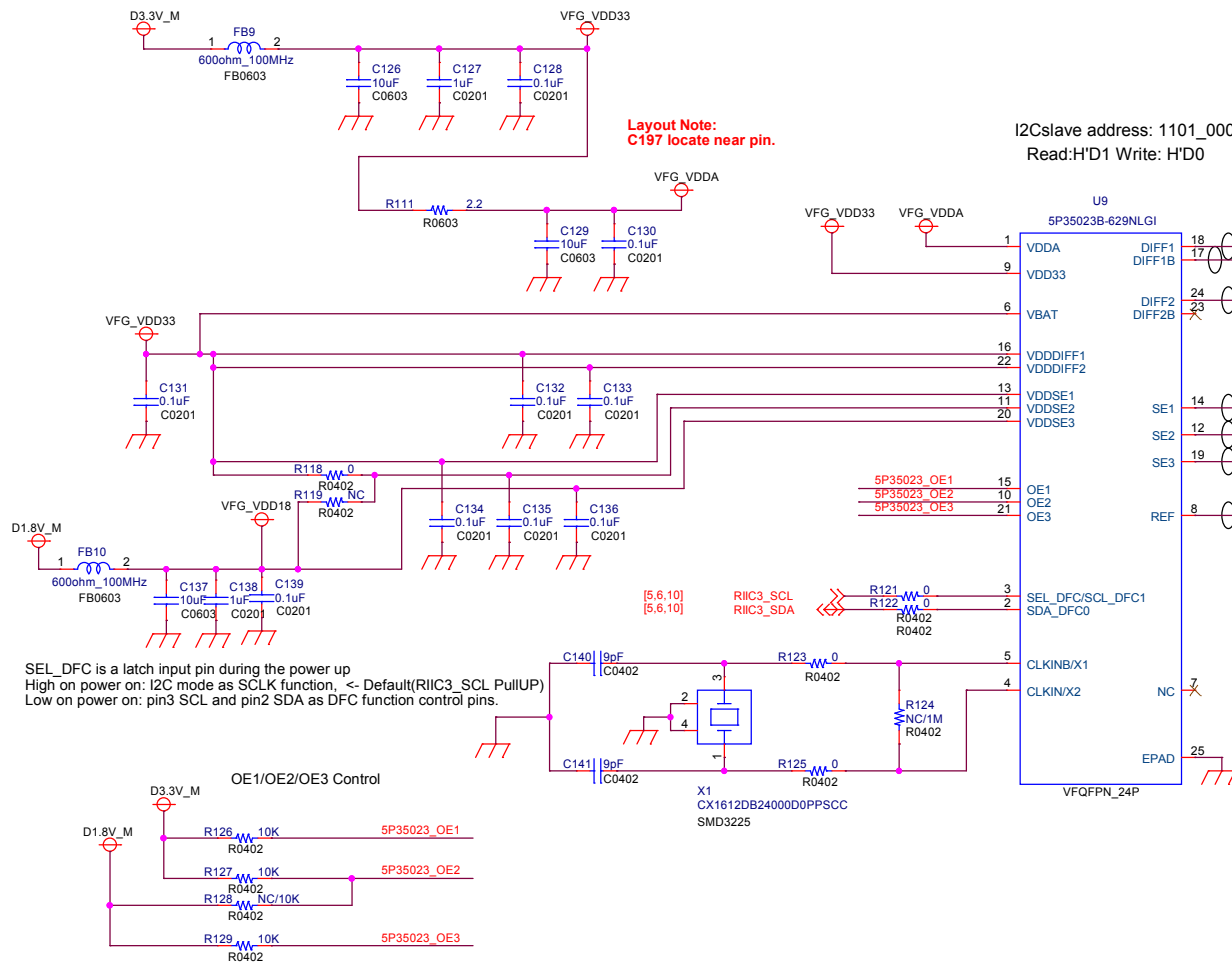 D3.3V_M
FB9
1
2
600ohm_100MHz
FB0603
VFG_VDD33
C126
10uF
C0603
C127
1uF
C0201
C128
0.1uF
C0201
Layout Note:
C197 locate near pin.
VFG_VDDA
R111
2.2
R0603
C129
10uF
C0603
C130
0.1uF
C0201
I2Cslave address: 1101_000
Read:H'D1 Write: H'D0
U9
5P35023B-629NLGI
VFG_VDD33
VFG_VDDA
1
VDDA
9
VDD33
6
VBAT
16
VDDDIFF1
22
VDDDIFF2
13
VDDSE1
11
VDDSE2
20
VDDSE3
15
OE1
10
OE2
21
OE3
3
SEL_DFC/SCL_DFC1
2
SDA_DFC0
5
CLKINB/X1
4
CLKIN/X2
DIFF1
18
DIFF1B
17
DIFF2
24
DIFF2B
23
SE1
14
SE2
12
SE3
19
REF
8
NC
7
EPAD
25
VFQFPN_24P
VFG_VDD33
C131
0.1uF
C0201
C132
0.1uF
C0201
C133
0.1uF
C0201
R118
0
R0402
R119
NC
R0402
C134
0.1uF
C0201
C135
0.1uF
C0201
C136
0.1uF
C0201
5P35023_OE1
5P35023_OE2
5P35023_OE3
VFG_VDD18
D1.8V_M
FB10
1
2
600ohm_100MHz
FB0603
C137
10uF
C0603
C138
1uF
C0201
C139
0.1uF
C0201
[5,6,10]
RIIC3_SCL
[5,6,10]
RIIC3_SDA
R121
0
R122
0
R0402
R0402
SEL_DFC is a latch input pin during the power up
High on power on: I2C mode as SCLK function, <- Default(RIIC3_SCL PullUP)
Low on power on: pin3 SCL and pin2 SDA as DFC function control pins.
C140
9pF
C0402
R123
0
R0402
3
2
4
1
R124
NC/1M
R0402
C141
9pF
C0402
R125
0
R0402
X1
CX1612DB24000D0PPSCC
SMD3225
OE1/OE2/OE3 Control
D3.3V_M
D1.8V_M
R126
10K
R0402
5P35023_OE1
R127
10K
R0402
5P35023_OE2
R128
NC/10K
R0402
R129
10K
R0402
5P35023_OE3